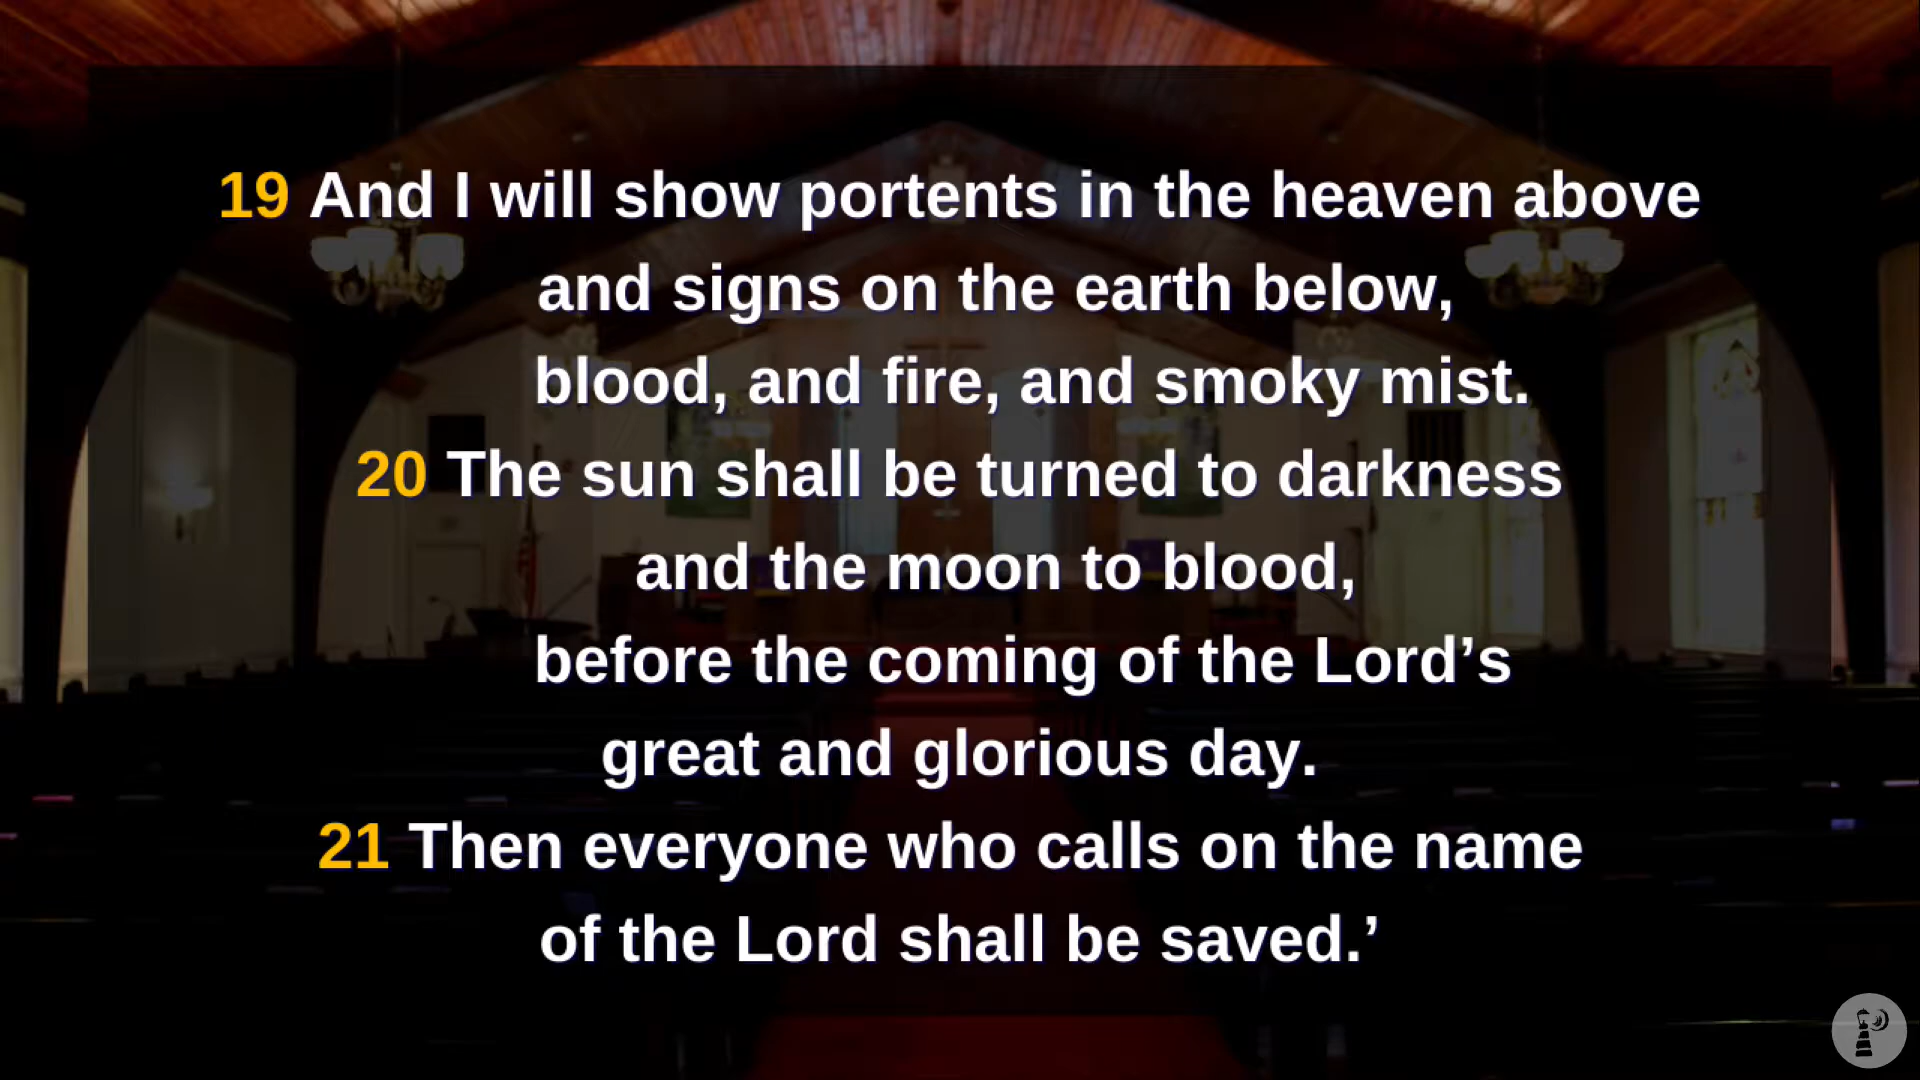 19 And I will show portents in the heaven above
and signs on the earth below,
blood, and fire, and smoky mist.
20 The sun shall be turned to darkness
and the moon to blood,
before the coming of the Lord’s
great and glorious day.
21 Then everyone who calls on the name
of the Lord shall be saved.’